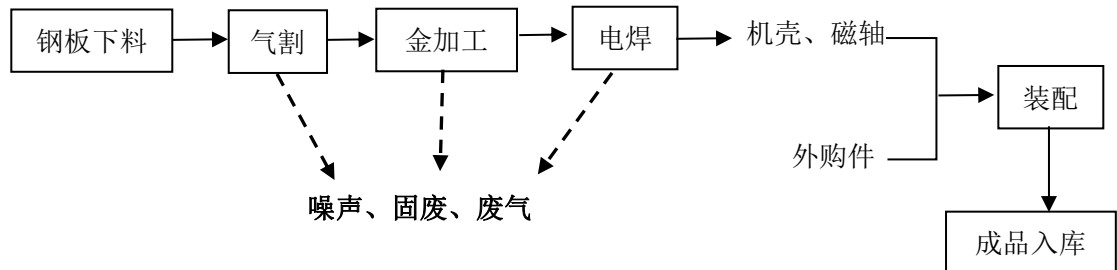 钢板下料
气割
金加工
电焊
机壳、磁轴
装配
外购件
噪声、固废、废气
成品入库